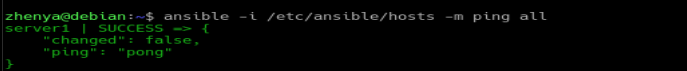 zhenya@debian:~$ ansible -i /etc/ansible/hosts -m ping all
server1 | SUCCESS => {
    "changed": false,
    "ping": "pong"
}